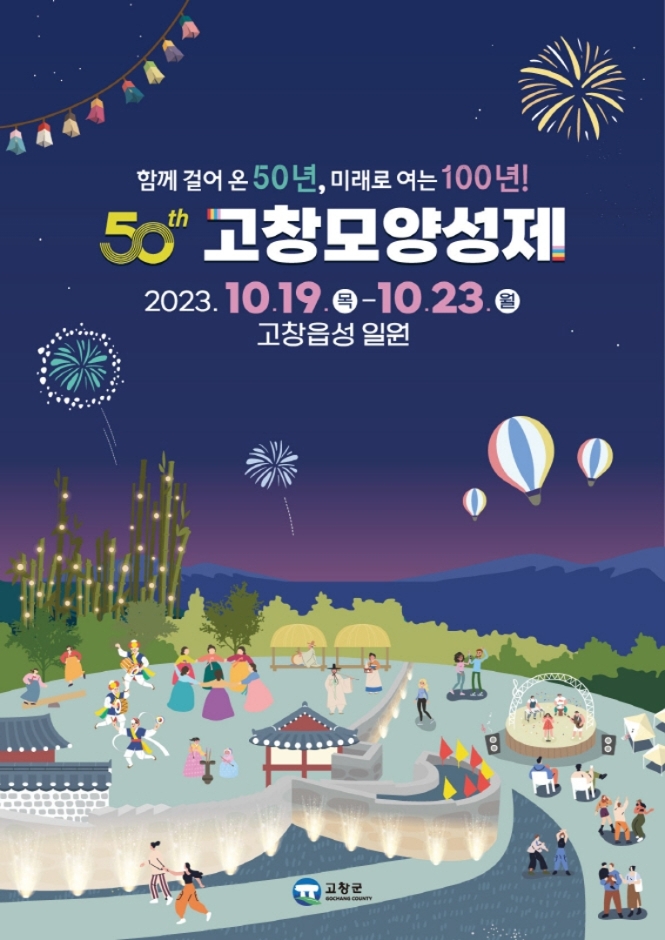 함께 걸어 온 50년, 미래로 여는 100년!
50th 고창모양성제
2023. 10.19. 목 - 10.23. 월
고창읍성 일원
고창군
GOCHANG COUNTY